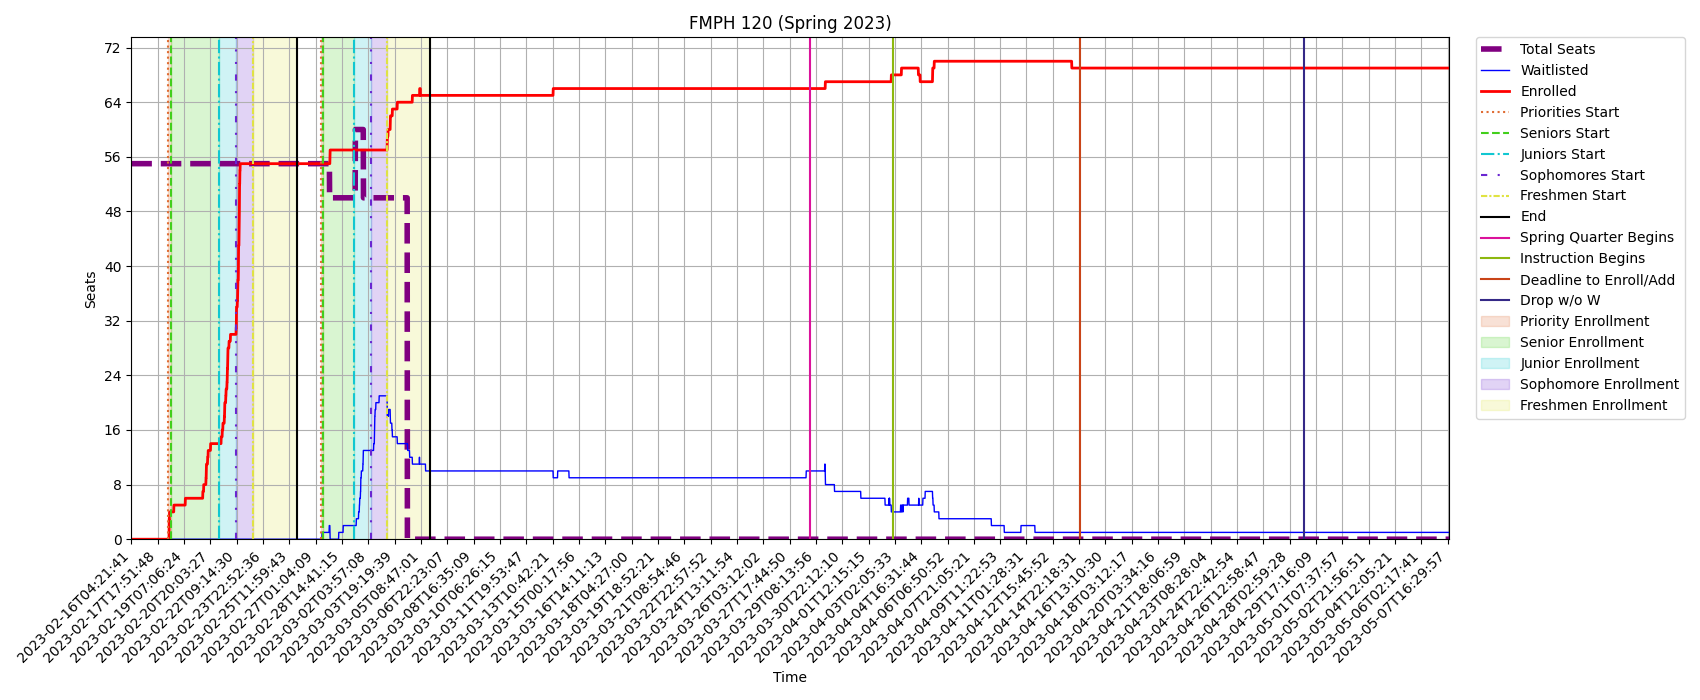 FMPH 120 (Spring 2023)
72
64
56
48
40
32
24
16
8
0
Seats
2023-02-16T04:21:41
2023-02-17T17:51:48
2023-02-19T07:06:24
2023-02-20T20:03:27
2023-02-22T09:14:30
2023-02-23T22:52:36
2023-02-25T11:59:43
2023-02-27T01:04:09
2023-02-28T14:41:15
2023-03-02T03:57:08
2023-03-03T19:19:39
2023-03-05T08:47:01
2023-03-06T22:23:07
2023-03-08T16:35:09
2023-03-10T06:26:15
2023-03-11T19:53:47
2023-03-13T10:42:21
2023-03-15T00:17:56
2023-03-16T14:11:13
2023-03-18T04:27:00
2023-03-19T18:52:21
2023-03-21T08:54:46
2023-03-22T22:57:52
2023-03-24T13:11:54
2023-03-26T03:12:02
2023-03-27T17:44:50
2023-03-29T08:13:56
2023-03-30T22:12:10
2023-04-01T12:15:15
2023-04-03T02:05:33
2023-04-04T16:31:44
2023-04-06T06:50:52
2023-04-07T21:05:21
2023-04-09T11:22:53
2023-04-11T01:28:31
2023-04-12T15:45:52
2023-04-14T22:18:31
2023-04-16T13:10:30
2023-04-18T03:12:17
2023-04-20T03:34:16
2023-04-21T18:06:59
2023-04-23T08:28:04
2023-04-24T22:42:54
2023-04-26T12:58:47
2023-04-28T02:59:28
2023-04-29T17:16:09
2023-05-01T07:37:57
2023-05-02T21:56:51
2023-05-04T12:05:21
2023-05-06T02:17:41
2023-05-07T16:29:57
Time
Total Seats
Waitlisted
Enrolled
Priorities Start
Seniors Start
Juniors Start
Sophomores Start
Freshmen Start
End
Spring Quarter Begins
Instruction Begins
Deadline to Enroll/Add
Drop w/o W
Priority Enrollment
Senior Enrollment
Junior Enrollment
Sophomore Enrollment
Freshmen Enrollment